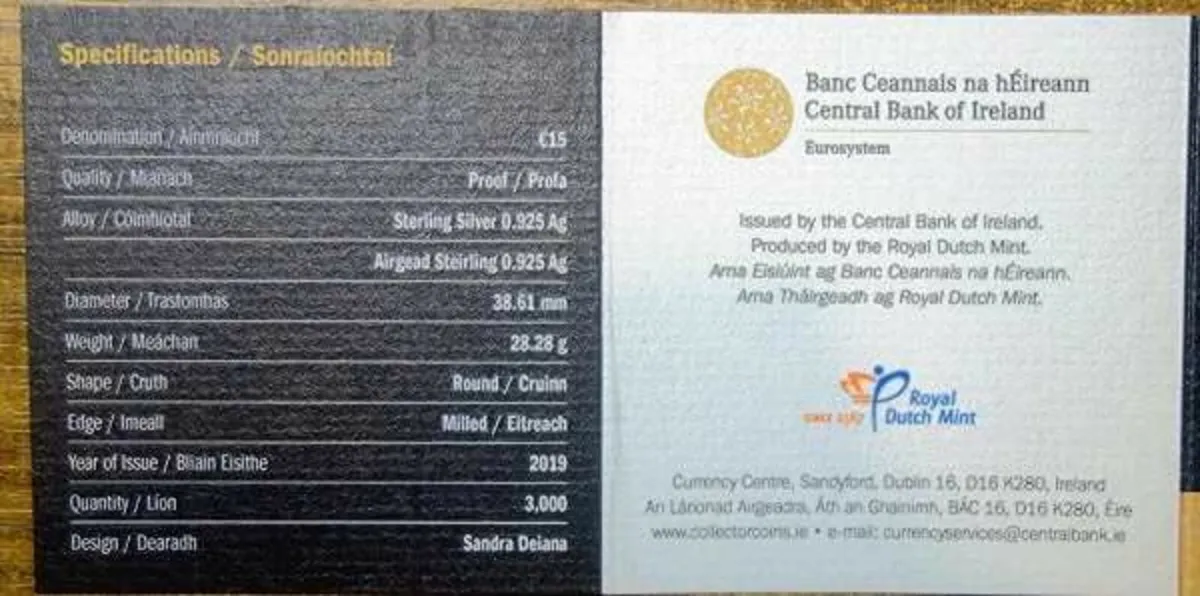 Specifications / Sonraíochtaí
Denomination / Ainmníocht €15
Quality / Mianach Proof / Profa
Alloy / Cóimhiotal Sterling Silver 0.925 Ag
Airgead Steirling 0.925 Ag
Diameter / Trastomhas 38.61 mm
Weight / Meáchan 28.28 g
Shape / Cruth Round / Cruinn
Edge / Imeall Milled / Eitreach
Year of Issue / Bliain Eisithe 2019
Quantity / Líon 3,000
Design / Dearadh Sandra Deiana
Banc Ceannais na hÉireann
Central Bank of Ireland
Eurosystem
Issued by the Central Bank of Ireland.
Produced by the Royal Dutch Mint.
Arna Eisiúint ag Banc Ceannais na hÉireann.
Arna Tháirgeadh ag Royal Dutch Mint.
since 1567
Royal
Dutch Mint
Currency Centre, Sandyford, Dublin 16, D16 K280, Ireland
An Lárionad Airgeadra, Áth an Ghainimh, BÁC 16, D16 K280, Éire
www.collectorcoins.ie • e-mail: currencyservices@centralbank.ie